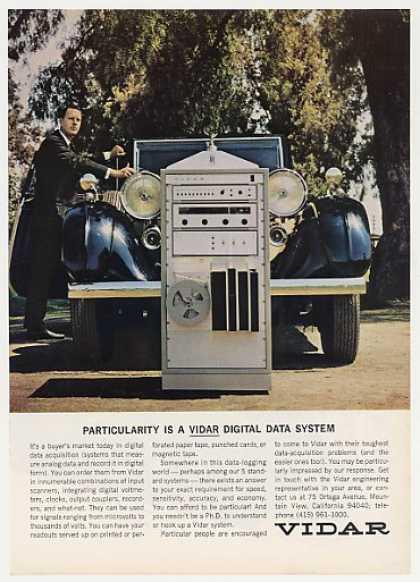 PARTICULARITY IS A VIDAR DIGITAL DATA SYSTEM
It's a buyer's market today in digital
data acquisition (systems that meas-
ure analog data and record it in digital
form). You can order them from Vidar
in innumerable combinations of input
scanners, integrating digital voltme-
ters, clocks, output couplers, record-
ers, and what-not. They can be used
for signals ranging from microvolts to
thousands of volts. You can have your
readouts served up on printed or per-
forated paper tape, punched cards, or
magnetic tape.
Somewhere in this data-logging
world — perhaps among our 5 stand-
ard systems — there exists an answer
to your exact requirement for speed,
sensitivity, accuracy, and economy.
You can afford to be particular! And
you needn't be a Ph.D. to understand
or hook up a Vidar system.
Particular people are encouraged
to come to Vidar with their toughest
data-acquisition problems (and the
easier ones too!). You may be particu-
larly impressed by our response. Get
in touch with the Vidar engineering
representative in your area, or con-
tact us at 75 Ortega Avenue, Moun-
tain View, California 94040; tele-
phone (415) 961-1000.
VIDAR